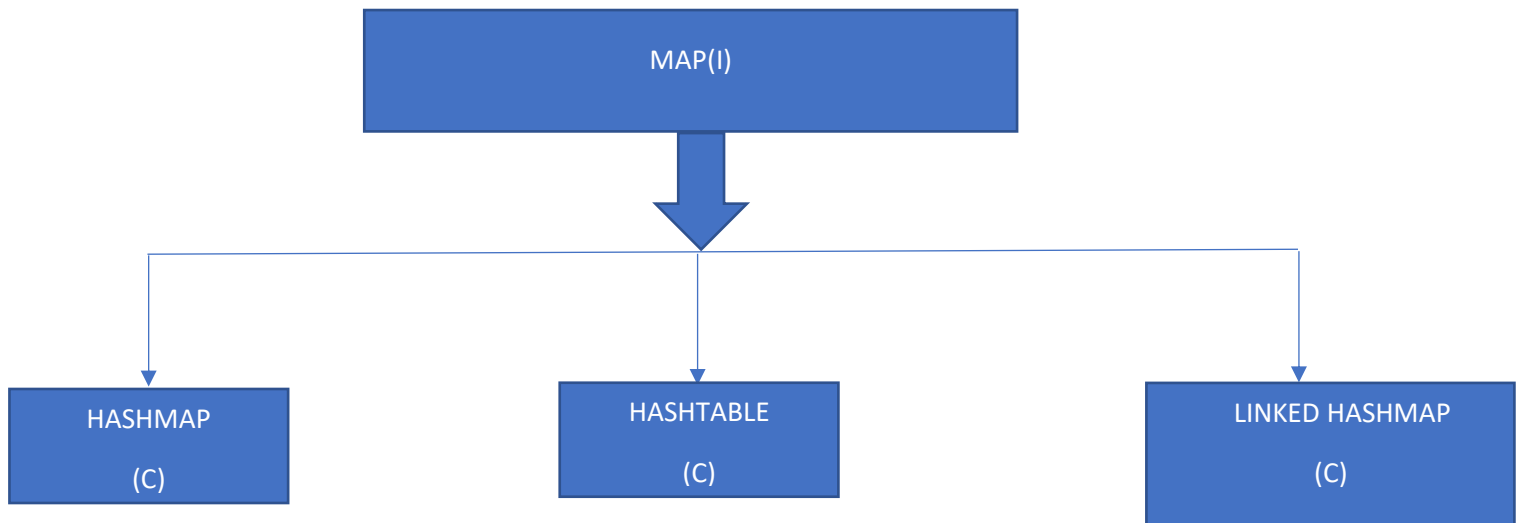 MAP(I)
HASHMAP
(C)
HASHTABLE
(C)
LINKED HASHMAP
(C)